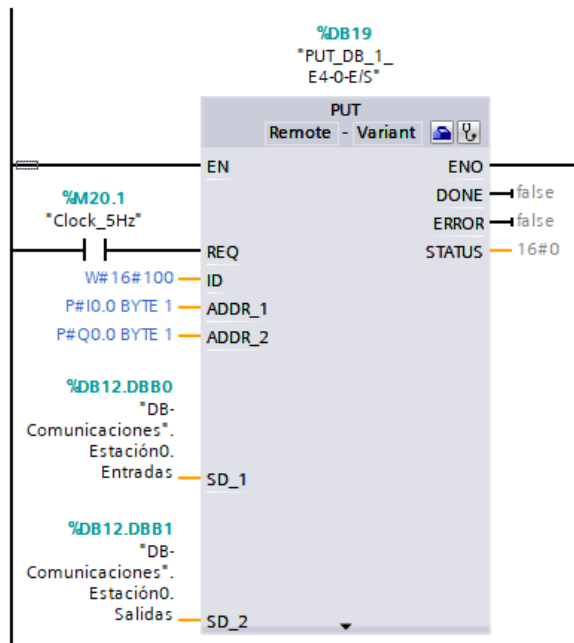 %DB19
"PUT_DB_1_
E4-0-E/S"
PUT
Remote - Variant
EN
ENO
DONE
false
%M20.1
"Clock_5Hz"
ERROR
false
REQ
STATUS
16#0
W#16#100
ID
P#I0.0 BYTE 1
ADDR_1
P#Q0.0 BYTE 1
ADDR_2
%DB12.DBB0
"DB-
Comunicaciones".
Estación0.
Entradas
SD_1
%DB12.DBB1
"DB-
Comunicaciones".
Estación0.
Salidas
SD_2